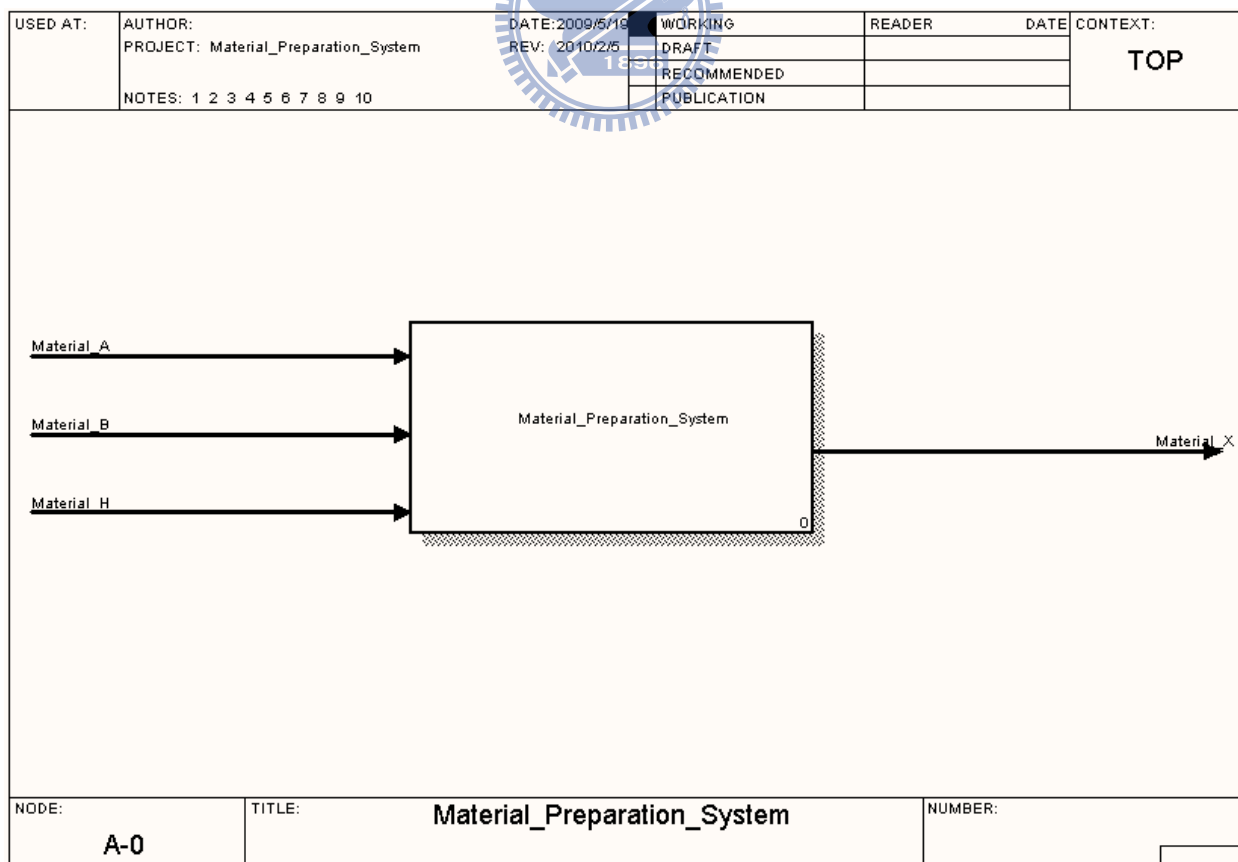 USED AT:
AUTHOR:
DATE:2009/5/19
WORKING
READER
DATE
CONTEXT:
PROJECT: Material_Preparation_System
REV: 2010/2/5
DRAFT
TOP
1896
RECOMMENDED
NOTES: 1 2 3 4 5 6 7 8 9 10
PUBLICATION
Material_A
Material_B
Material_H
Material_Preparation_System
0
Material_X
NODE:
A-0
TITLE:
Material_Preparation_System
NUMBER: